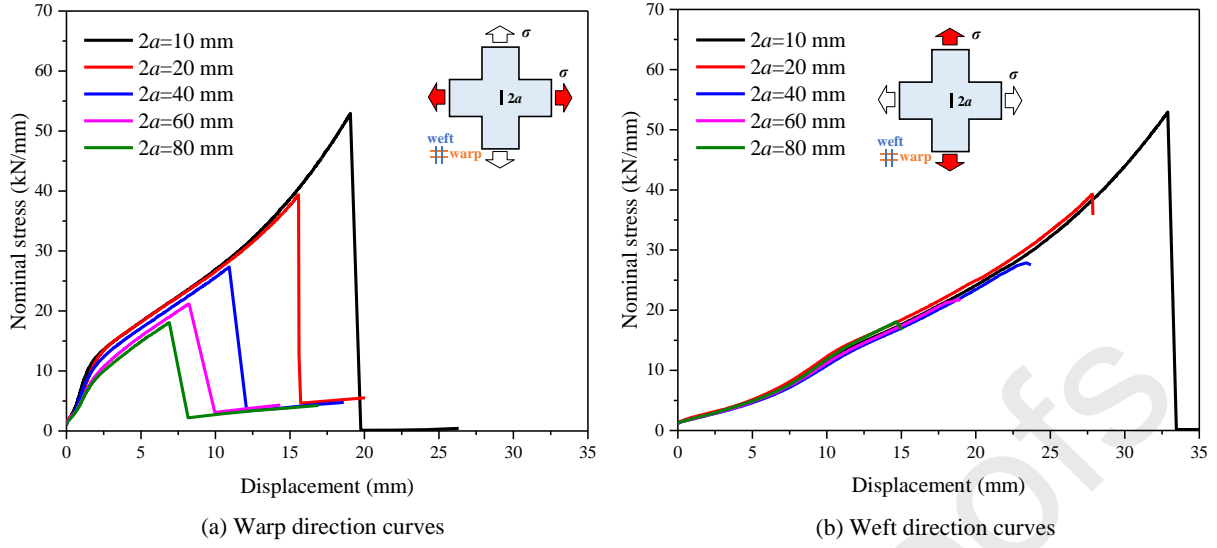 70
60
50
40
30
20
10
0
Nominal stress (kN/mm)
2a=10 mm
2a=20 mm
2a=40 mm
2a=60 mm
2a=80 mm
σ
σ
2a
weft
warp
0 5 10 15 20 25 30 35
Displacement (mm)
(a) Warp direction curves
70
60
50
40
30
20
10
0
Nominal stress (kN/mm)
2a=10 mm
2a=20 mm
2a=40 mm
2a=60 mm
2a=80 mm
σ
σ
2a
weft
warp
0 5 10 15 20 25 30 35
Displacement (mm)
(b) Weft direction curves
oofs